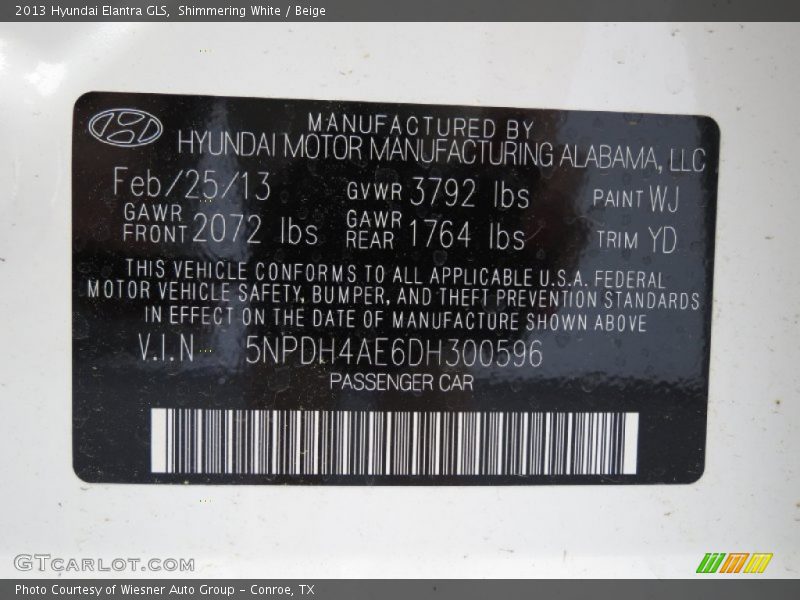 2013 Hyundai Elantra GLS,  Shimmering White / Beige
MANUFACTURED BY
HYUNDAI MOTOR MANUFACTURING ALABAMA, LLC
Feb/25/13 GVWR 3792 lbs PAINT WJ
GAWR FRONT 2072 lbs GAWR REAR 1764 lbs TRIM YD
THIS VEHICLE CONFORMS TO ALL APPLICABLE U.S.A. FEDERAL
MOTOR VEHICLE SAFETY, BUMPER, AND THEFT PREVENTION STANDARDS
IN EFFECT ON THE DATE OF MANUFACTURE SHOWN ABOVE
V.I.N 5NPDH4AE6DH300596
PASSENGER CAR
GTCARLOT.COM
Photo Courtesy of Wiesner Auto Group - Conroe, TX